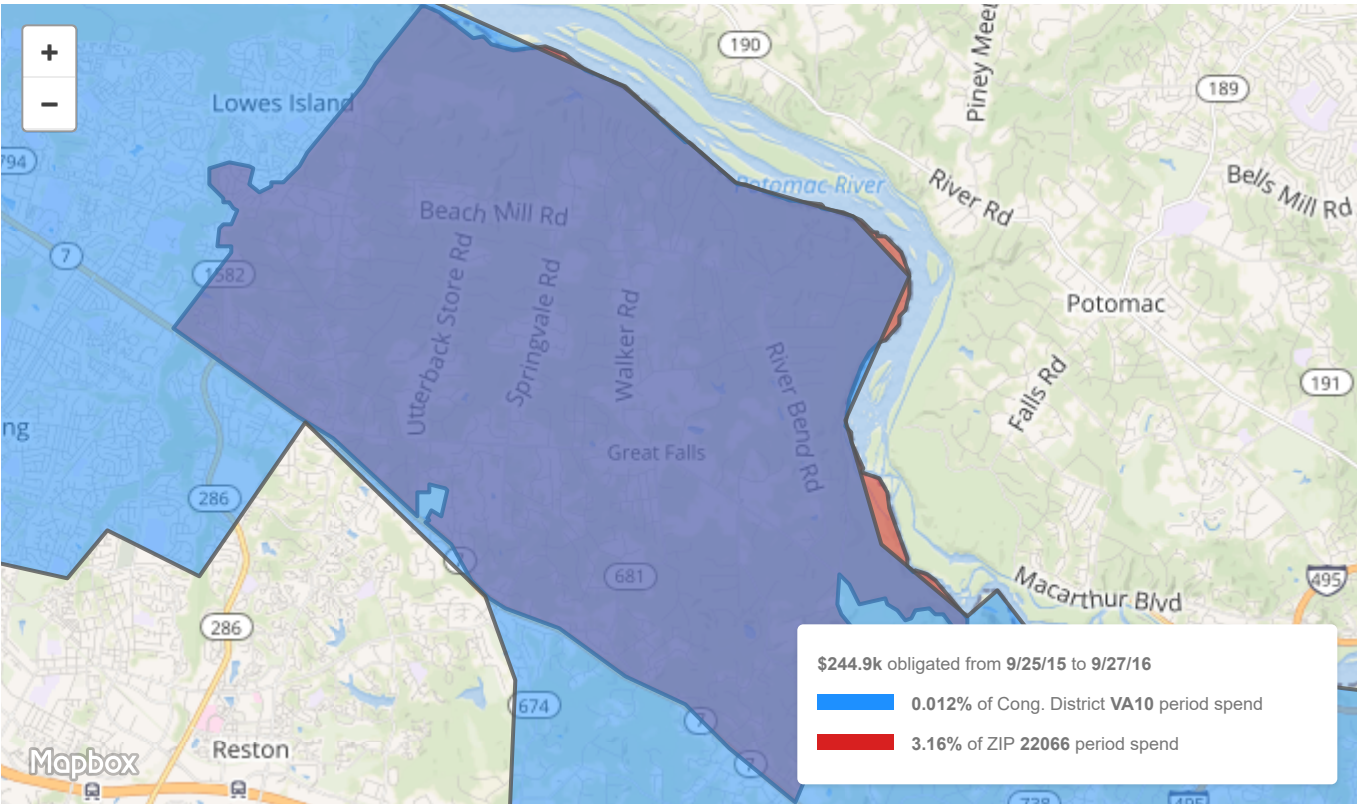 +
−
190
Piney Mee
189
Lowes Island
794
Potomac River
River Rd
Bells Mill Rd
Beach Mill Rd
7
1582
Utterback Store Rd
Springvale Rd
Walker Rd
Potomac
River Bend Rd
Falls Rd
191
ng
Great Falls
286
7
681
Macarthur Blvd
495
286
$244.9k obligated from 9/25/15 to 9/27/16
0.012% of Cong. District VA10 period spend
3.16% of ZIP 22066 period spend
674
7
Reston
Mapbox
7
738
495